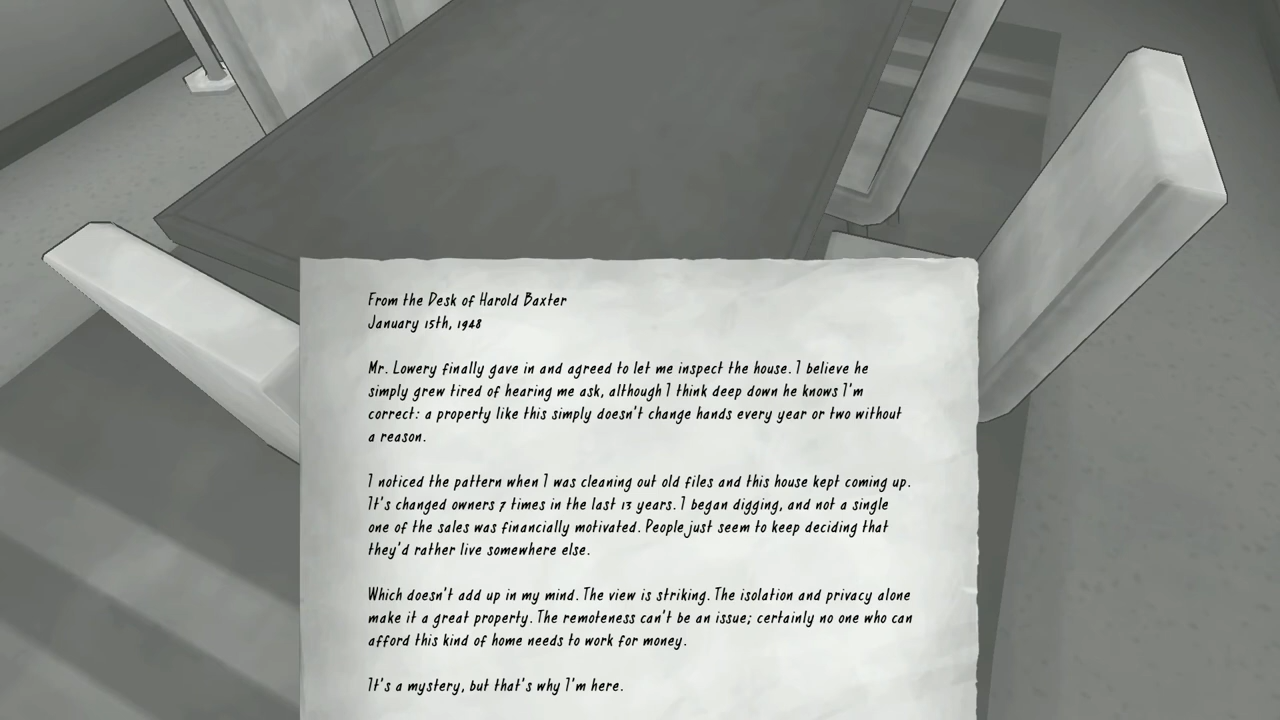 From the Desk of Harold Baxter
January 15th, 1948
Mr. Lowery finally gave in and agreed to let me inspect the house. I believe he
simply grew tired of hearing me ask, although I think deep down he knows I'm
correct: a property like this simply doesn't change hands every year or two without
a reason.
I noticed the pattern when I was cleaning out old files and this house kept coming up.
It's changed owners 7 times in the last 13 years. I began digging, and not a single
one of the sales was financially motivated. People just seem to keep deciding that
they'd rather live somewhere else.
Which doesn't add up in my mind. The view is striking. The isolation and privacy alone
make it a great property. The remoteness can't be an issue; certainly no one who can
afford this kind of home needs to work for money.
It's a mystery, but that's why I'm here.